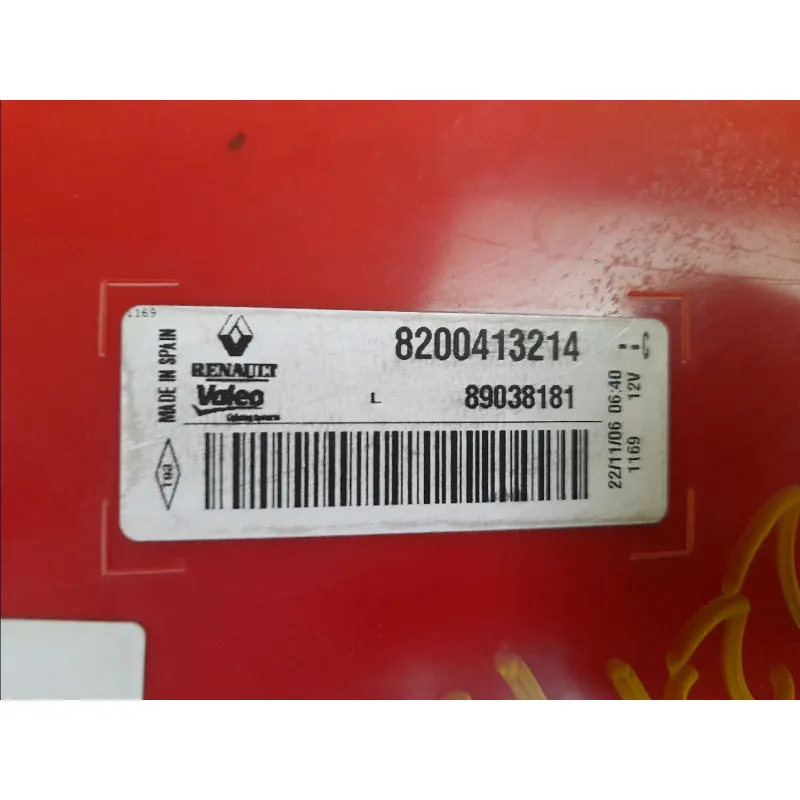 1169
MADE IN SPAIN
RENAULT
Valeo
8200413214
L 89038181
22/11/06 06:40
1169 12V